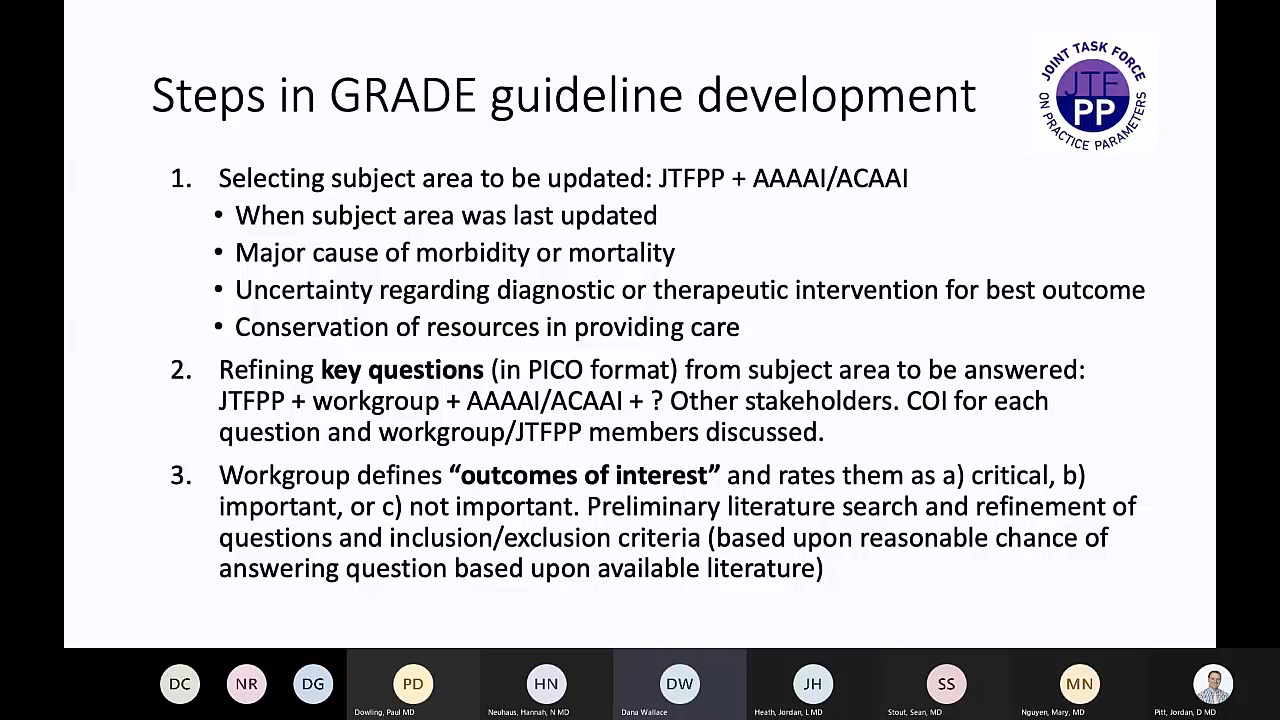 Steps in GRADE guideline development
JOINT TASK FORCE
JTF
PP
ON PRACTICE PARAMETERS
1. Selecting subject area to be updated: JTFPP + AAAAI/ACAAI
• When subject area was last updated
• Major cause of morbidity or mortality
• Uncertainty regarding diagnostic or therapeutic intervention for best outcome
• Conservation of resources in providing care
2. Refining key questions (in PICO format) from subject area to be answered:
JTFPP + workgroup + AAAAI/ACAAI + ? Other stakeholders. COI for each
question and workgroup/JTFPP members discussed.
3. Workgroup defines “outcomes of interest” and rates them as a) critical, b)
important, or c) not important. Preliminary literature search and refinement of
questions and inclusion/exclusion criteria (based upon reasonable chance of
answering question based upon available literature)
DC
NR
DG
PD
Dowling, Paul MD
HN
Neuhaus, Hannah, N MD
DW
Dana Wallace
JH
Heath, Jordan, L MD
SS
Stout, Sean, MD
MN
Nguyen, Mary, MD
Pitt, Jordan, D MD